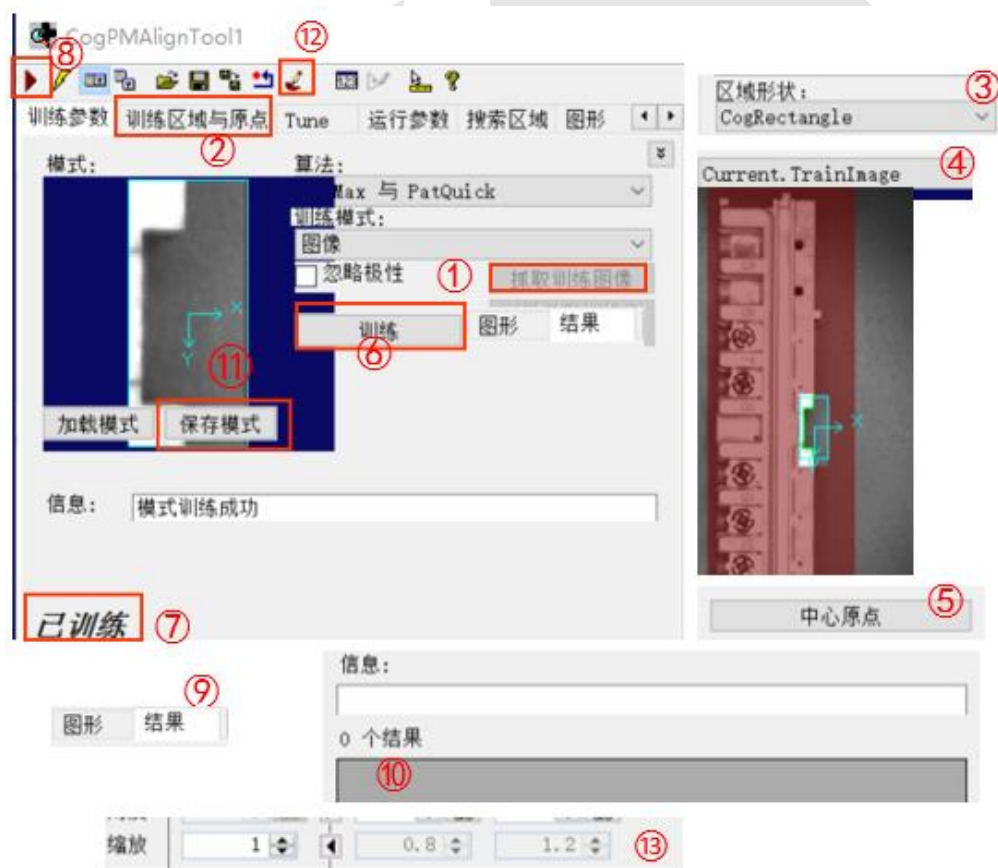 CogPMAlignTool1
⑫
⑧
训练参数 训练区域与原点 Tune 运行参数 搜索区域 图形
②
模式: 算法:
Max 与 PatQuick
训练模式:
图像
忽略极性 ① 抓取训练图像
训练 图形 结果
⑥
⑪
X
Y
加载模式 保存模式
信息: 模式训练成功
已训练 ⑦
区域形状: ③
CogRectangle
④
Current.TrainImage
X
中心原点 ⑤
⑨
图形 结果
信息:
0 个结果
⑩
缩放 1 0.8 1.2 ⑬